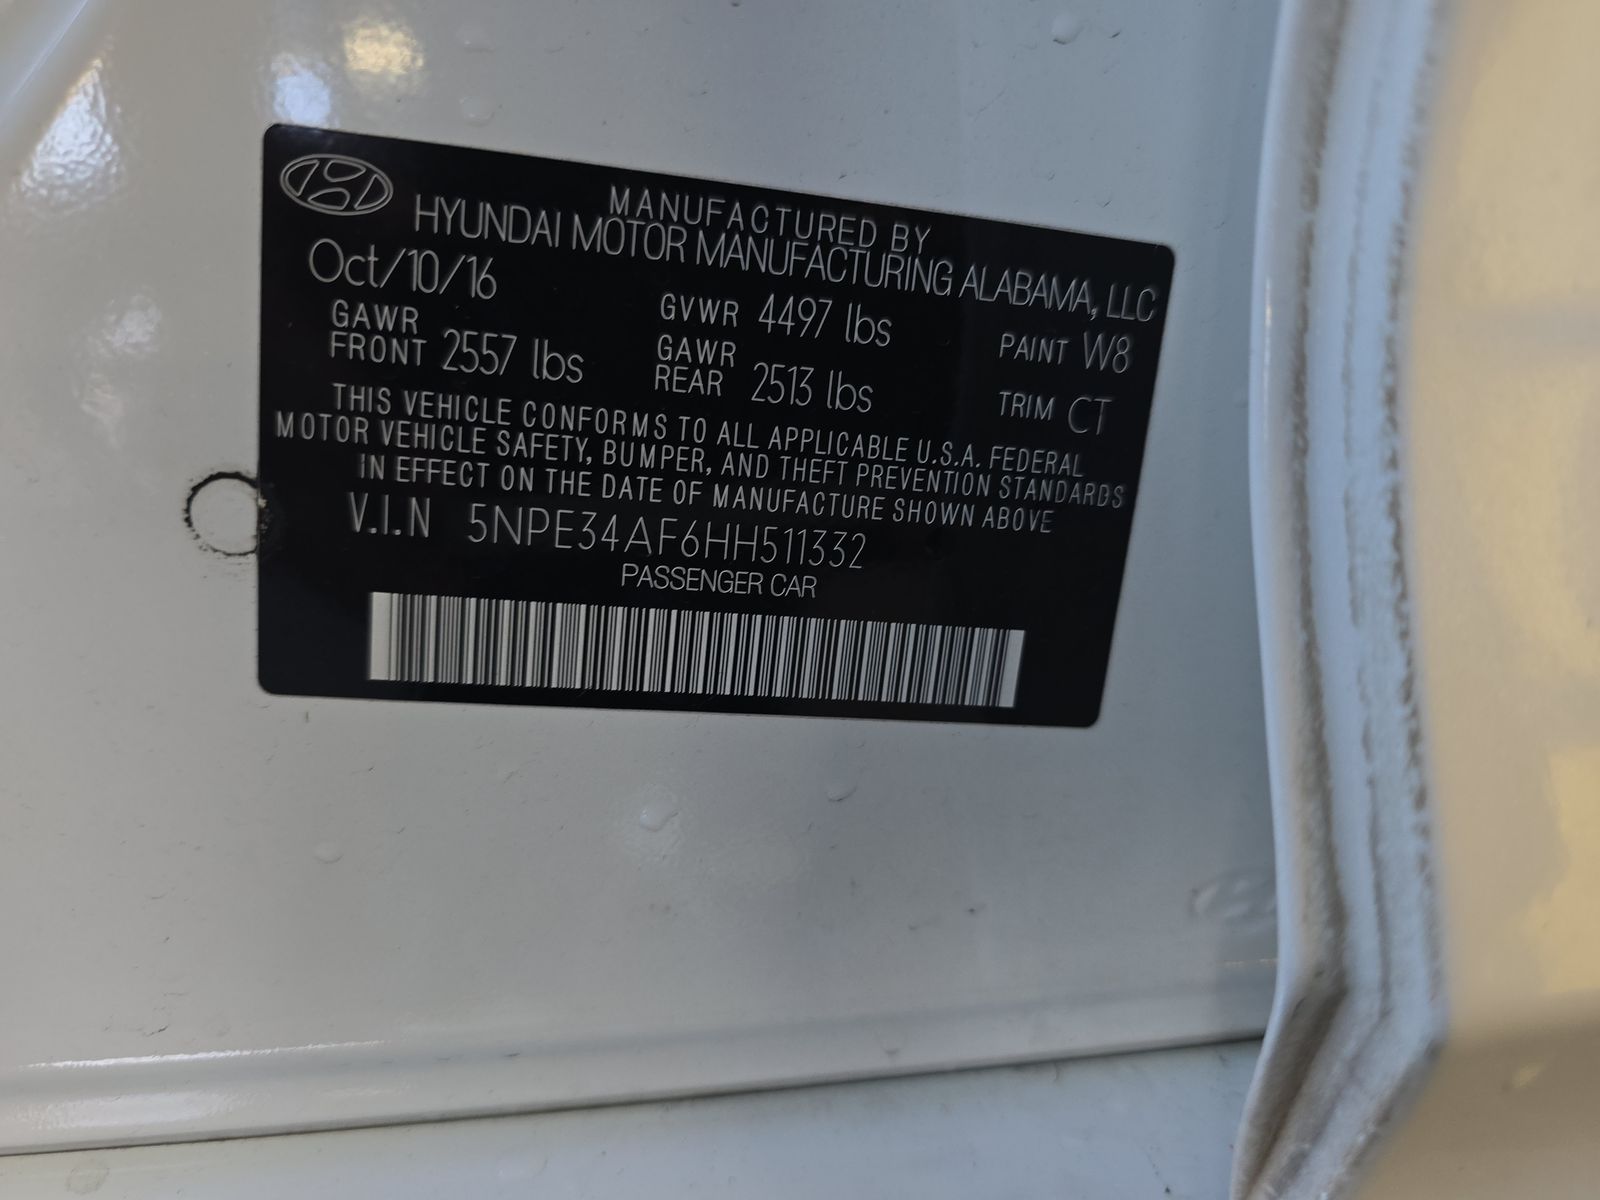 MANUFACTURED BY
HYUNDAI MOTOR MANUFACTURING ALABAMA, LLC
Oct/10/16 GVWR 4497 lbs PAINT W8
GAWR FRONT 2557 lbs GAWR REAR 2513 lbs TRIM CT
THIS VEHICLE CONFORMS TO ALL APPLICABLE U.S.A. FEDERAL
MOTOR VEHICLE SAFETY, BUMPER, AND THEFT PREVENTION STANDARDS
IN EFFECT ON THE DATE OF MANUFACTURE SHOWN ABOVE
V.I.N 5NPE34AF6HH511332
PASSENGER CAR